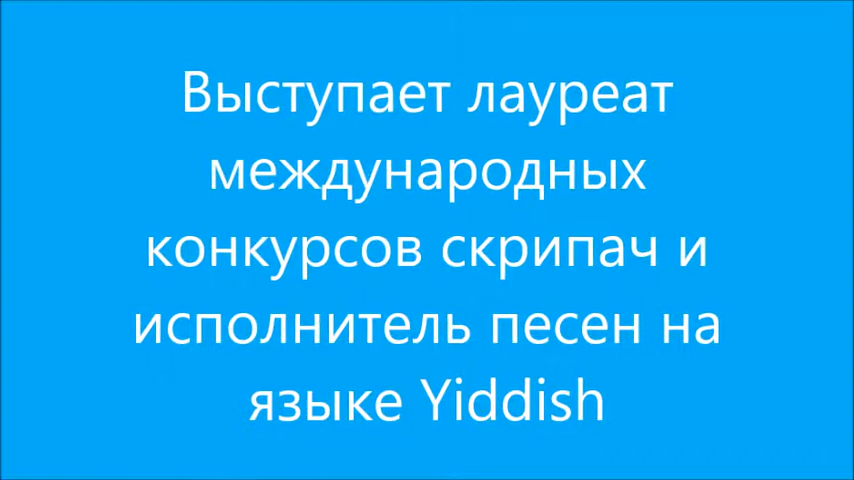 Выступает лауреат
международных
конкурсов скрипач и
исполнитель песен на
языке Yiddish